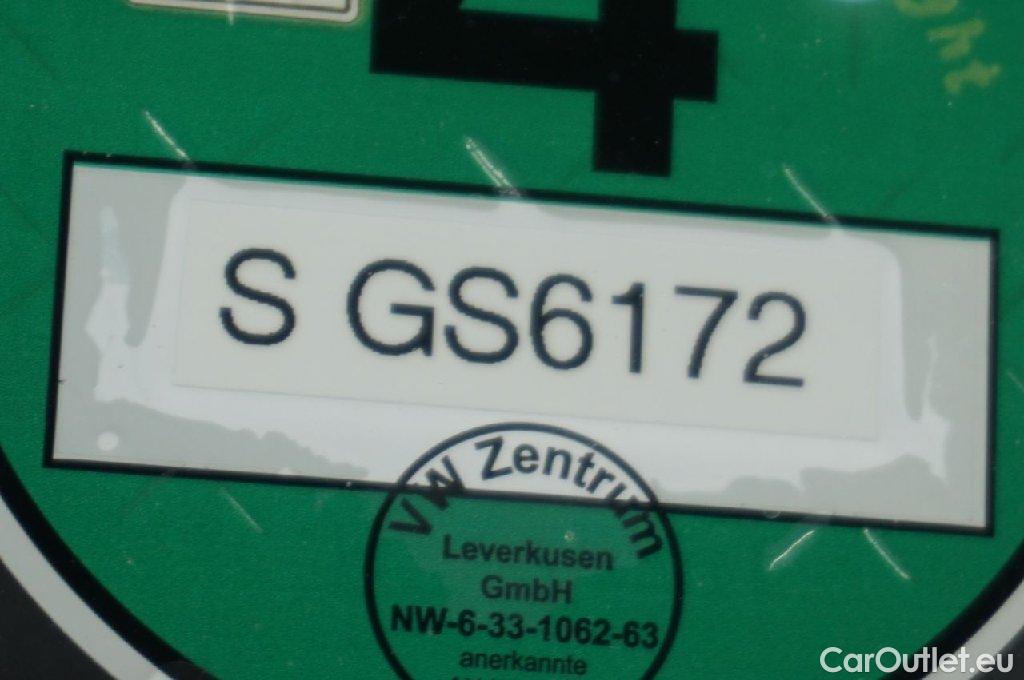 4
S GS6172
VW Zentrum
Leverkusen
GmbH
NW-6-33-1062-63
anerkannte
CarOutlet.eu